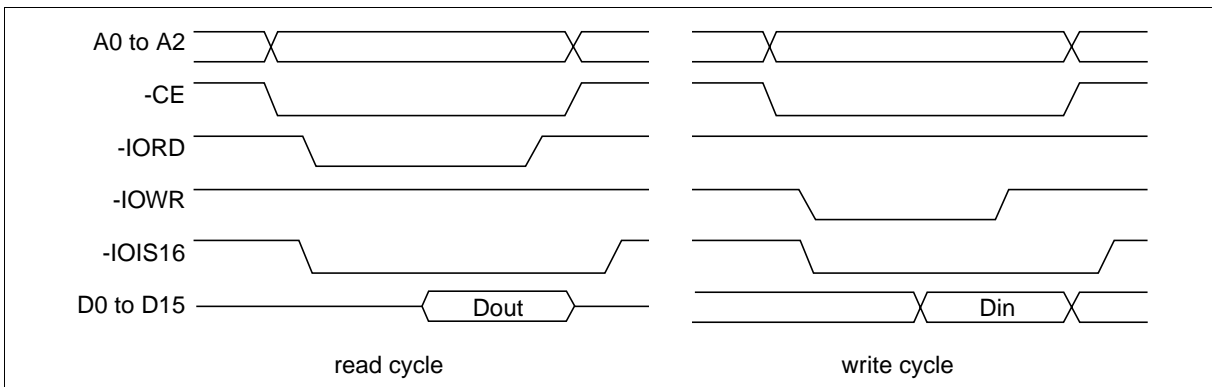 A0 to A2
-CE
-IORD
-IOWR
-IOIS16
D0 to D15
Dout
Din
read cycle
write cycle